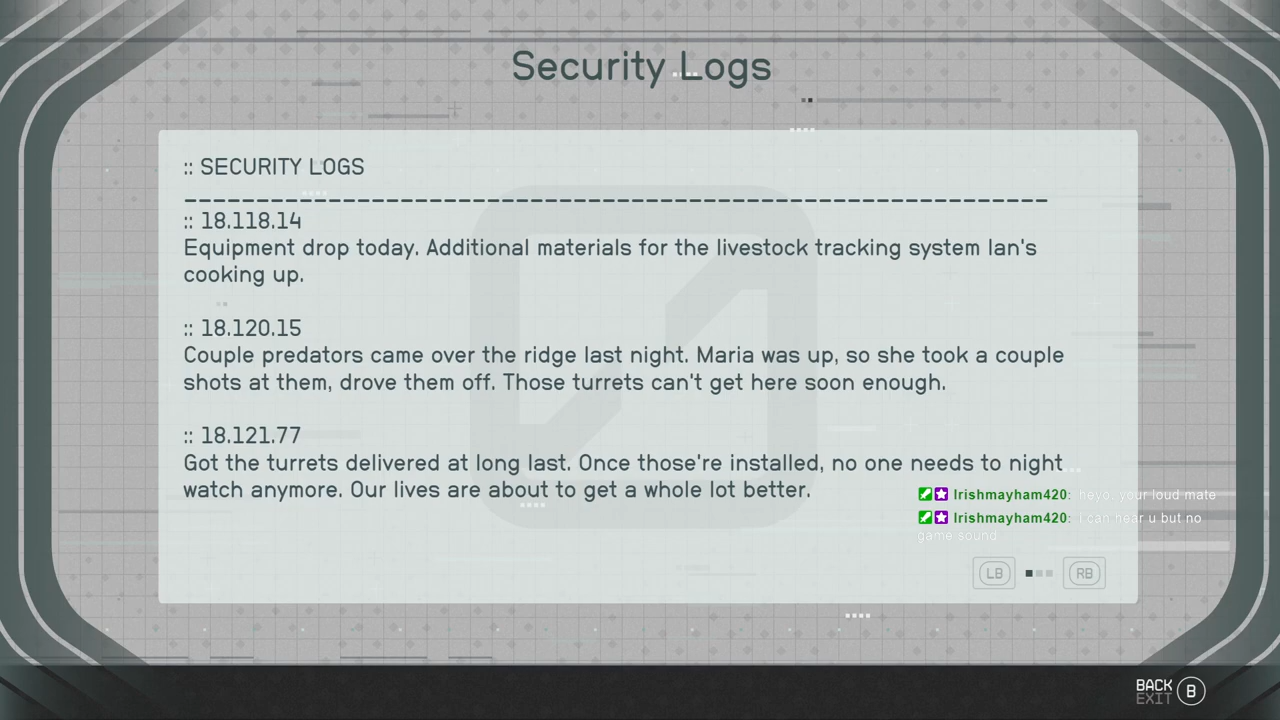 Security Logs
:: SECURITY LOGS
:: 18.118.14
Equipment drop today. Additional materials for the livestock tracking system Ian's
cooking up.
:: 18.120.15
Couple predators came over the ridge last night. Maria was up, so she took a couple
shots at them, drove them off. Those turrets can't get here soon enough.
:: 18.121.77
Got the turrets delivered at long last. Once those're installed, no one needs to night
watch anymore. Our lives are about to get a whole lot better.
Irishmayham420: heyo, your loud mate
Irishmayham420: i can hear u but no
game sound
LB RB
BACK
EXIT B